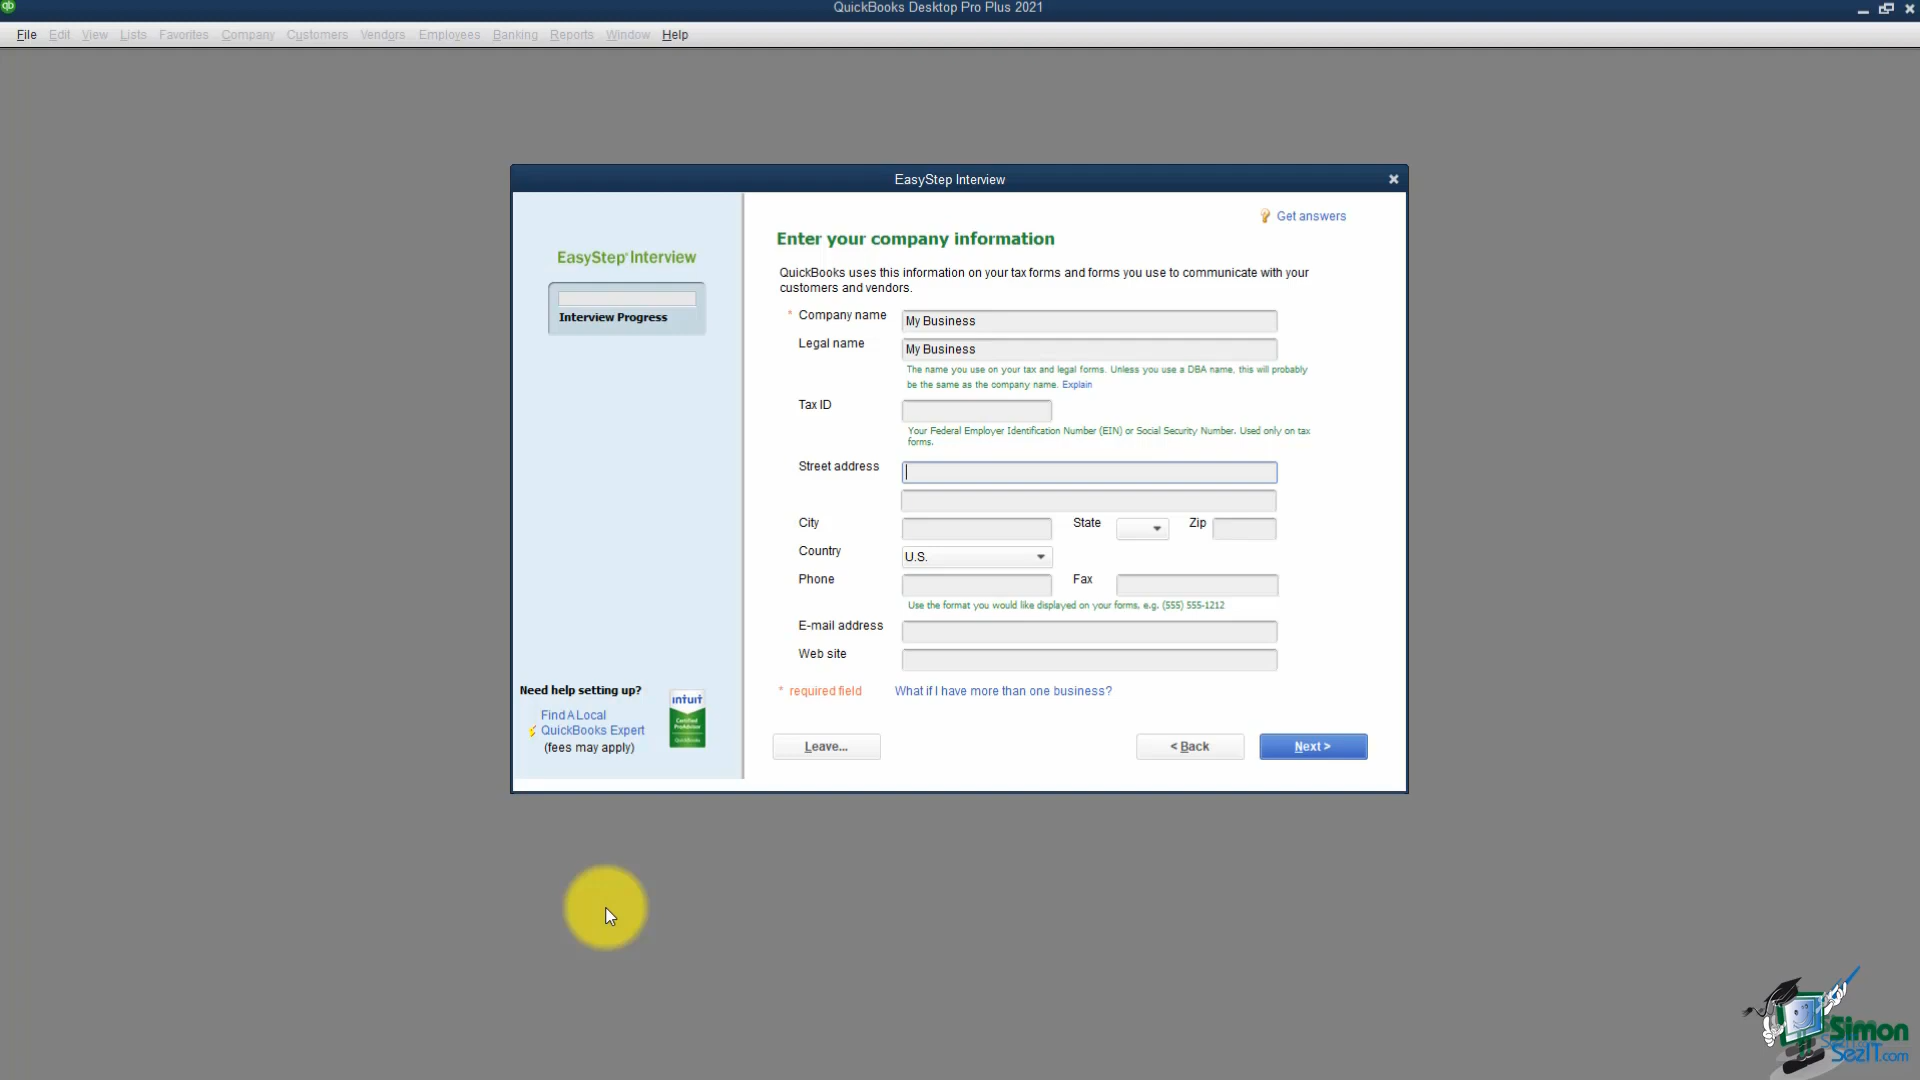 QuickBooks Desktop Pro Plus 2021
File Edit View Lists Favorites Company Customers Vendors Employees Banking Reports Window Help
EasyStep Interview
Get answers
EasyStep Interview
Interview Progress
Enter your company information
QuickBooks uses this information on your tax forms and forms you use to communicate with your
customers and vendors.
* Company name My Business
Legal name My Business
The name you use on your tax and legal forms. Unless you use a DBA name, this will probably
be the same as the company name. Explain
Tax ID
Your Federal Employer Identification Number (EIN) or Social Security Number. Used only on tax
forms.
Street address
City State Zip
Country U.S.
Phone Fax
Use the format you would like displayed on your forms, e.g. (555) 555-1212
E-mail address
Web site
* required field What if I have more than one business?
Need help setting up?
Find A Local
QuickBooks Expert
(fees may apply)
intuit
Certified
ProAdvisor
QuickBooks
Leave... < Back Next >
Simon
SezIT.com